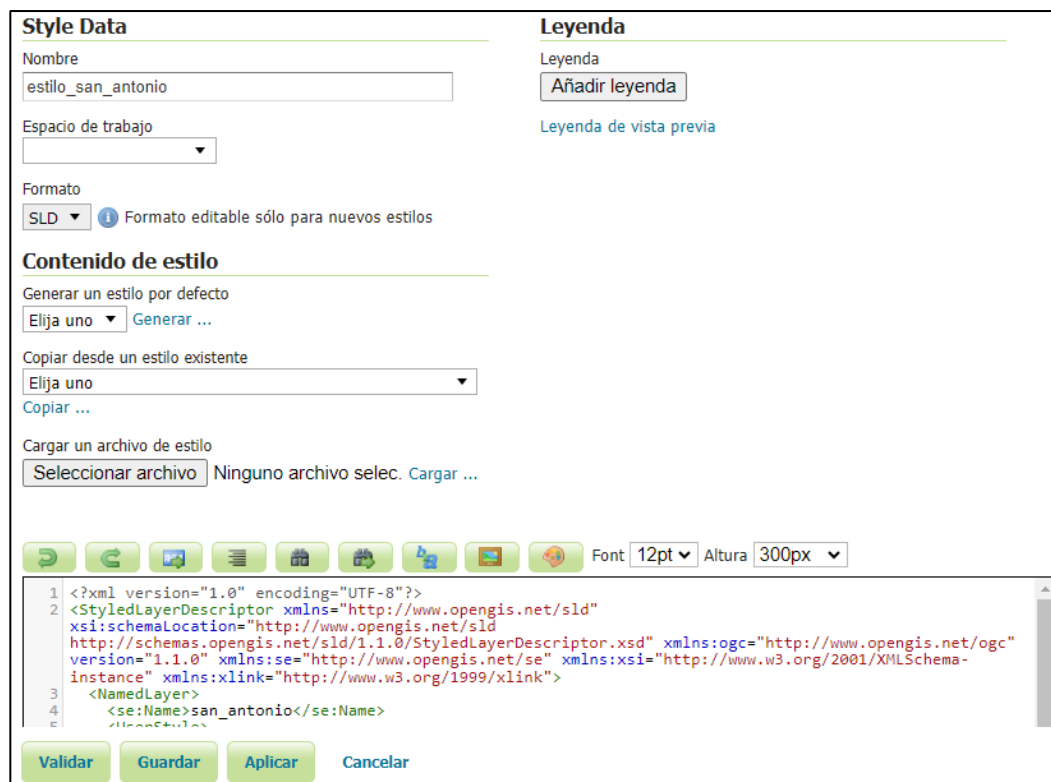 Style Data
Nombre
estilo_san_antonio
Espacio de trabajo
Formato
SLD Formato editable sólo para nuevos estilos
Contenido de estilo
Generar un estilo por defecto
Elija uno Generar ...
Copiar desde un estilo existente
Elija uno
Copiar ...
Cargar un archivo de estilo
Seleccionar archivo Ninguno archivo selec. Cargar ...
Leyenda
Leyenda
Añadir leyenda
Leyenda de vista previa
Font 12pt Altura 300px
1 <?xml version="1.0" encoding="UTF-8"?>
2 <StyledLayerDescriptor xmlns="http://www.opengis.net/sld"
xsi:schemaLocation="http://www.opengis.net/sld
http://schemas.opengis.net/sld/1.1.0/StyledLayerDescriptor.xsd" xmlns:ogc="http://www.opengis.net/ogc"
version="1.1.0" xmlns:se="http://www.opengis.net/se" xmlns:xsi="http://www.w3.org/2001/XMLSchema-
instance" xmlns:xlink="http://www.w3.org/1999/xlink">
3 <NamedLayer>
4 <se:Name>san_antonio</se:Name>
5 <UserStyle>
Validar Guardar Aplicar Cancelar